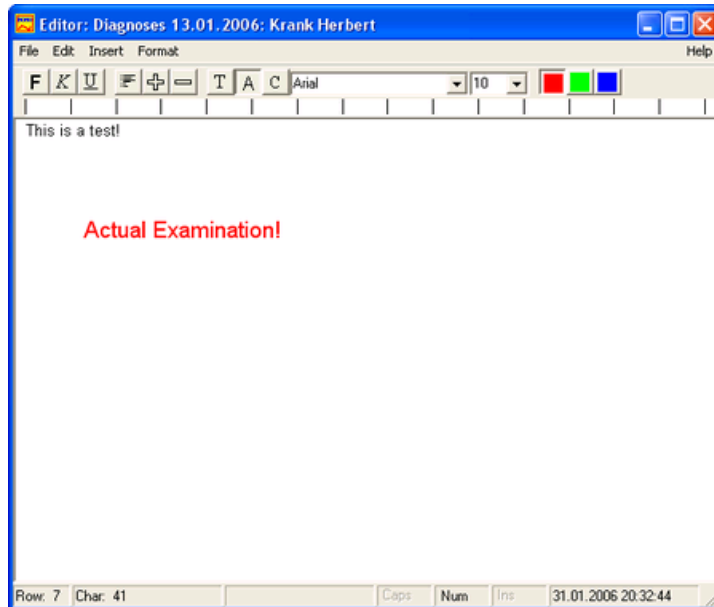 Editor: Diagnoses 13.01.2006: Krank Herbert
File Edit Insert Format Help
F K U T A C Arial 10
This is a test!
Actual Examination!
Row: 7 Char: 41 Caps Num Ins 31.01.2006 20:32:44